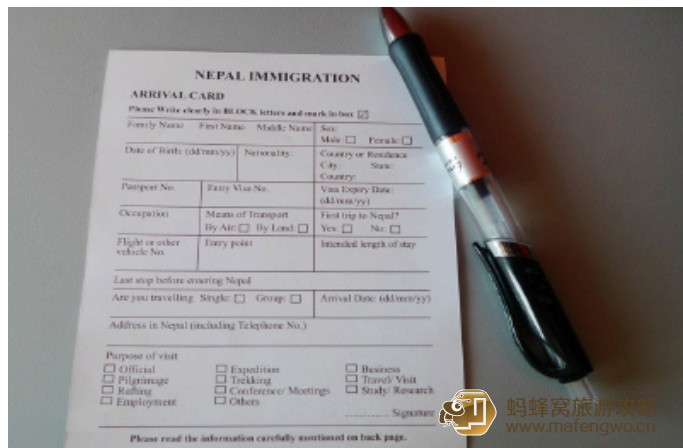 NEPAL IMMIGRATION
ARRIVAL CARD
Please Write clearly in BLOCK letters and mark in box ☑
Family Name First Name Middle Name Sex:
Male: ☐ Female: ☐
Date of Birthe (dd/mm/yy) Nationality: Country or Residence
City: State:
Country:
Passport No. Entry Visa No. Visa Expiry Date:
(dd/mm/yy)
Occupation Means of Transport First trip to Nepal?
By Air: ☐ By Land: ☐ Yes: ☐ No: ☐
Flight or other Entry point Intended length of stay
vehicle No.
Last stop before entering Nepal
Are you travelling Single: ☐ Group: ☐ Arrival Date: (dd/mm/yy)
Address in Nepal (including Telephone No.)
Purpose of visit
☐ Official ☐ Expedition ☐ Business
☐ Pilgrimage ☐ Trekking ☐ Travel/ Visit
☐ Rafting ☐ Conference/ Meetings ☐ Study/ Research
☐ Employment ☐ Others
.................. Signature
Please read the information carefully mentioned on back page.
蚂蜂窝旅游攻略
www.mafengwo.cn